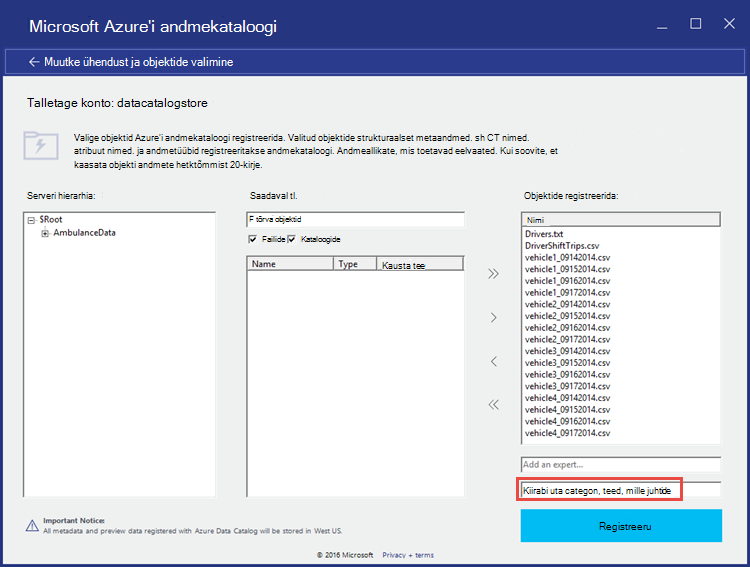 Microsoft Azure'i andmekataloogi
Muutke ühendust ja objektide valimine
Talletage konto: datacatalogstore
Valige objektid Azure'i andmekataloogi registreerida. Valitud objektide strukturaalset metaandmed. sh CT nimed.
atribuut nimed. ja andmetüübid registreeritakse andmekataloogi. Andmeallikate, mis toetavad eelvaated. Kui soovite, et
kaasata objekti andmete hetktõmmist 20-kirje.
Serveri hierarhia:
Saadaval tl.
Objektide registreerida:
$Root
AmbulanceData
F tõrva objektid
Failide
Kataloogide
Name
Type
Kausta tee
Nimi
Drivers.txt
DriverShiftTrips.csv
vehicle1_09142014.csv
vehicle1_09152014.csv
vehicle1_09162014.csv
vehicle1_09172014.csv
vehicle2_09142014.csv
vehicle2_09152014.csv
vehicle2_09162014.csv
vehicle2_09172014.csv
vehicle3_09142014.csv
vehicle3_09152014.csv
vehicle3_09162014.csv
vehicle3_09172014.csv
vehicle4_09142014.csv
vehicle4_09152014.csv
vehicle4_09162014.csv
vehicle4_09172014.csv
Add an expert...
Kiirabi uta categon, teed, mille juhtide
Registreeru
Important Notice:
All metadata and preview data registered with Azure Data Catalog will be stored in West US.
© 2016 Microsoft Privacy + terms